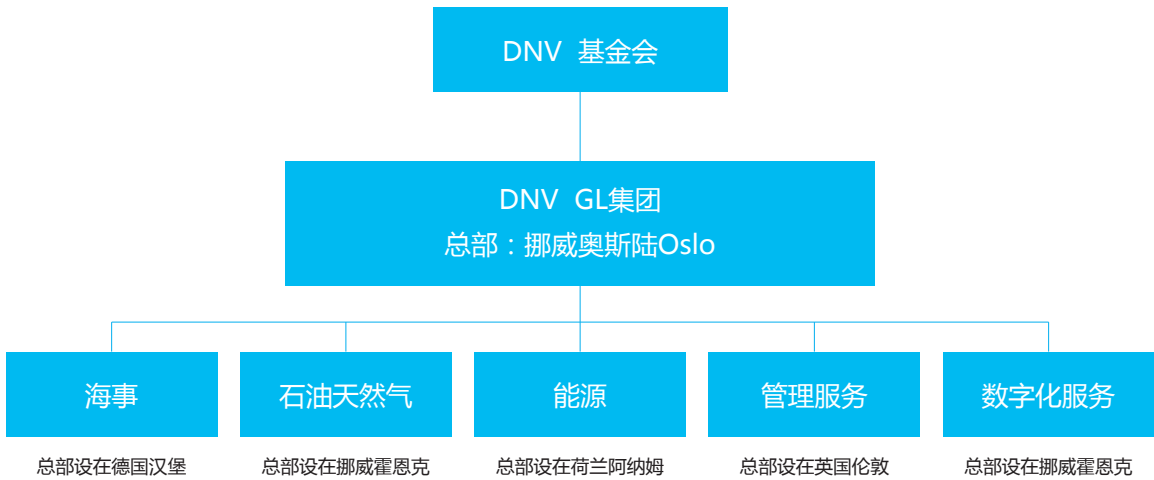 DNV 基金会
DNV GL集团
总部：挪威奥斯陆Oslo
海事
石油天然气
能源
管理服务
数字化服务
总部设在德国汉堡
总部设在挪威霍恩克
总部设在荷兰阿纳姆
总部设在英国伦敦
总部设在挪威霍恩克